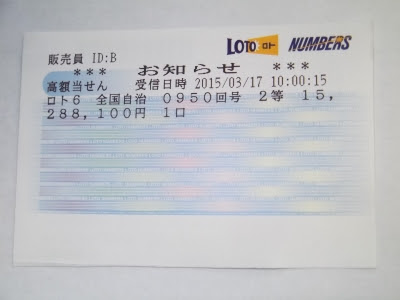 LOTO ロト NUMBERS
販売員 ID:B
*** お知らせ ***
高額当せん 受信日時 2015/03/17 10:00:15
ロト6 全国自治 0950回号 2等 15,
288,100円 1口